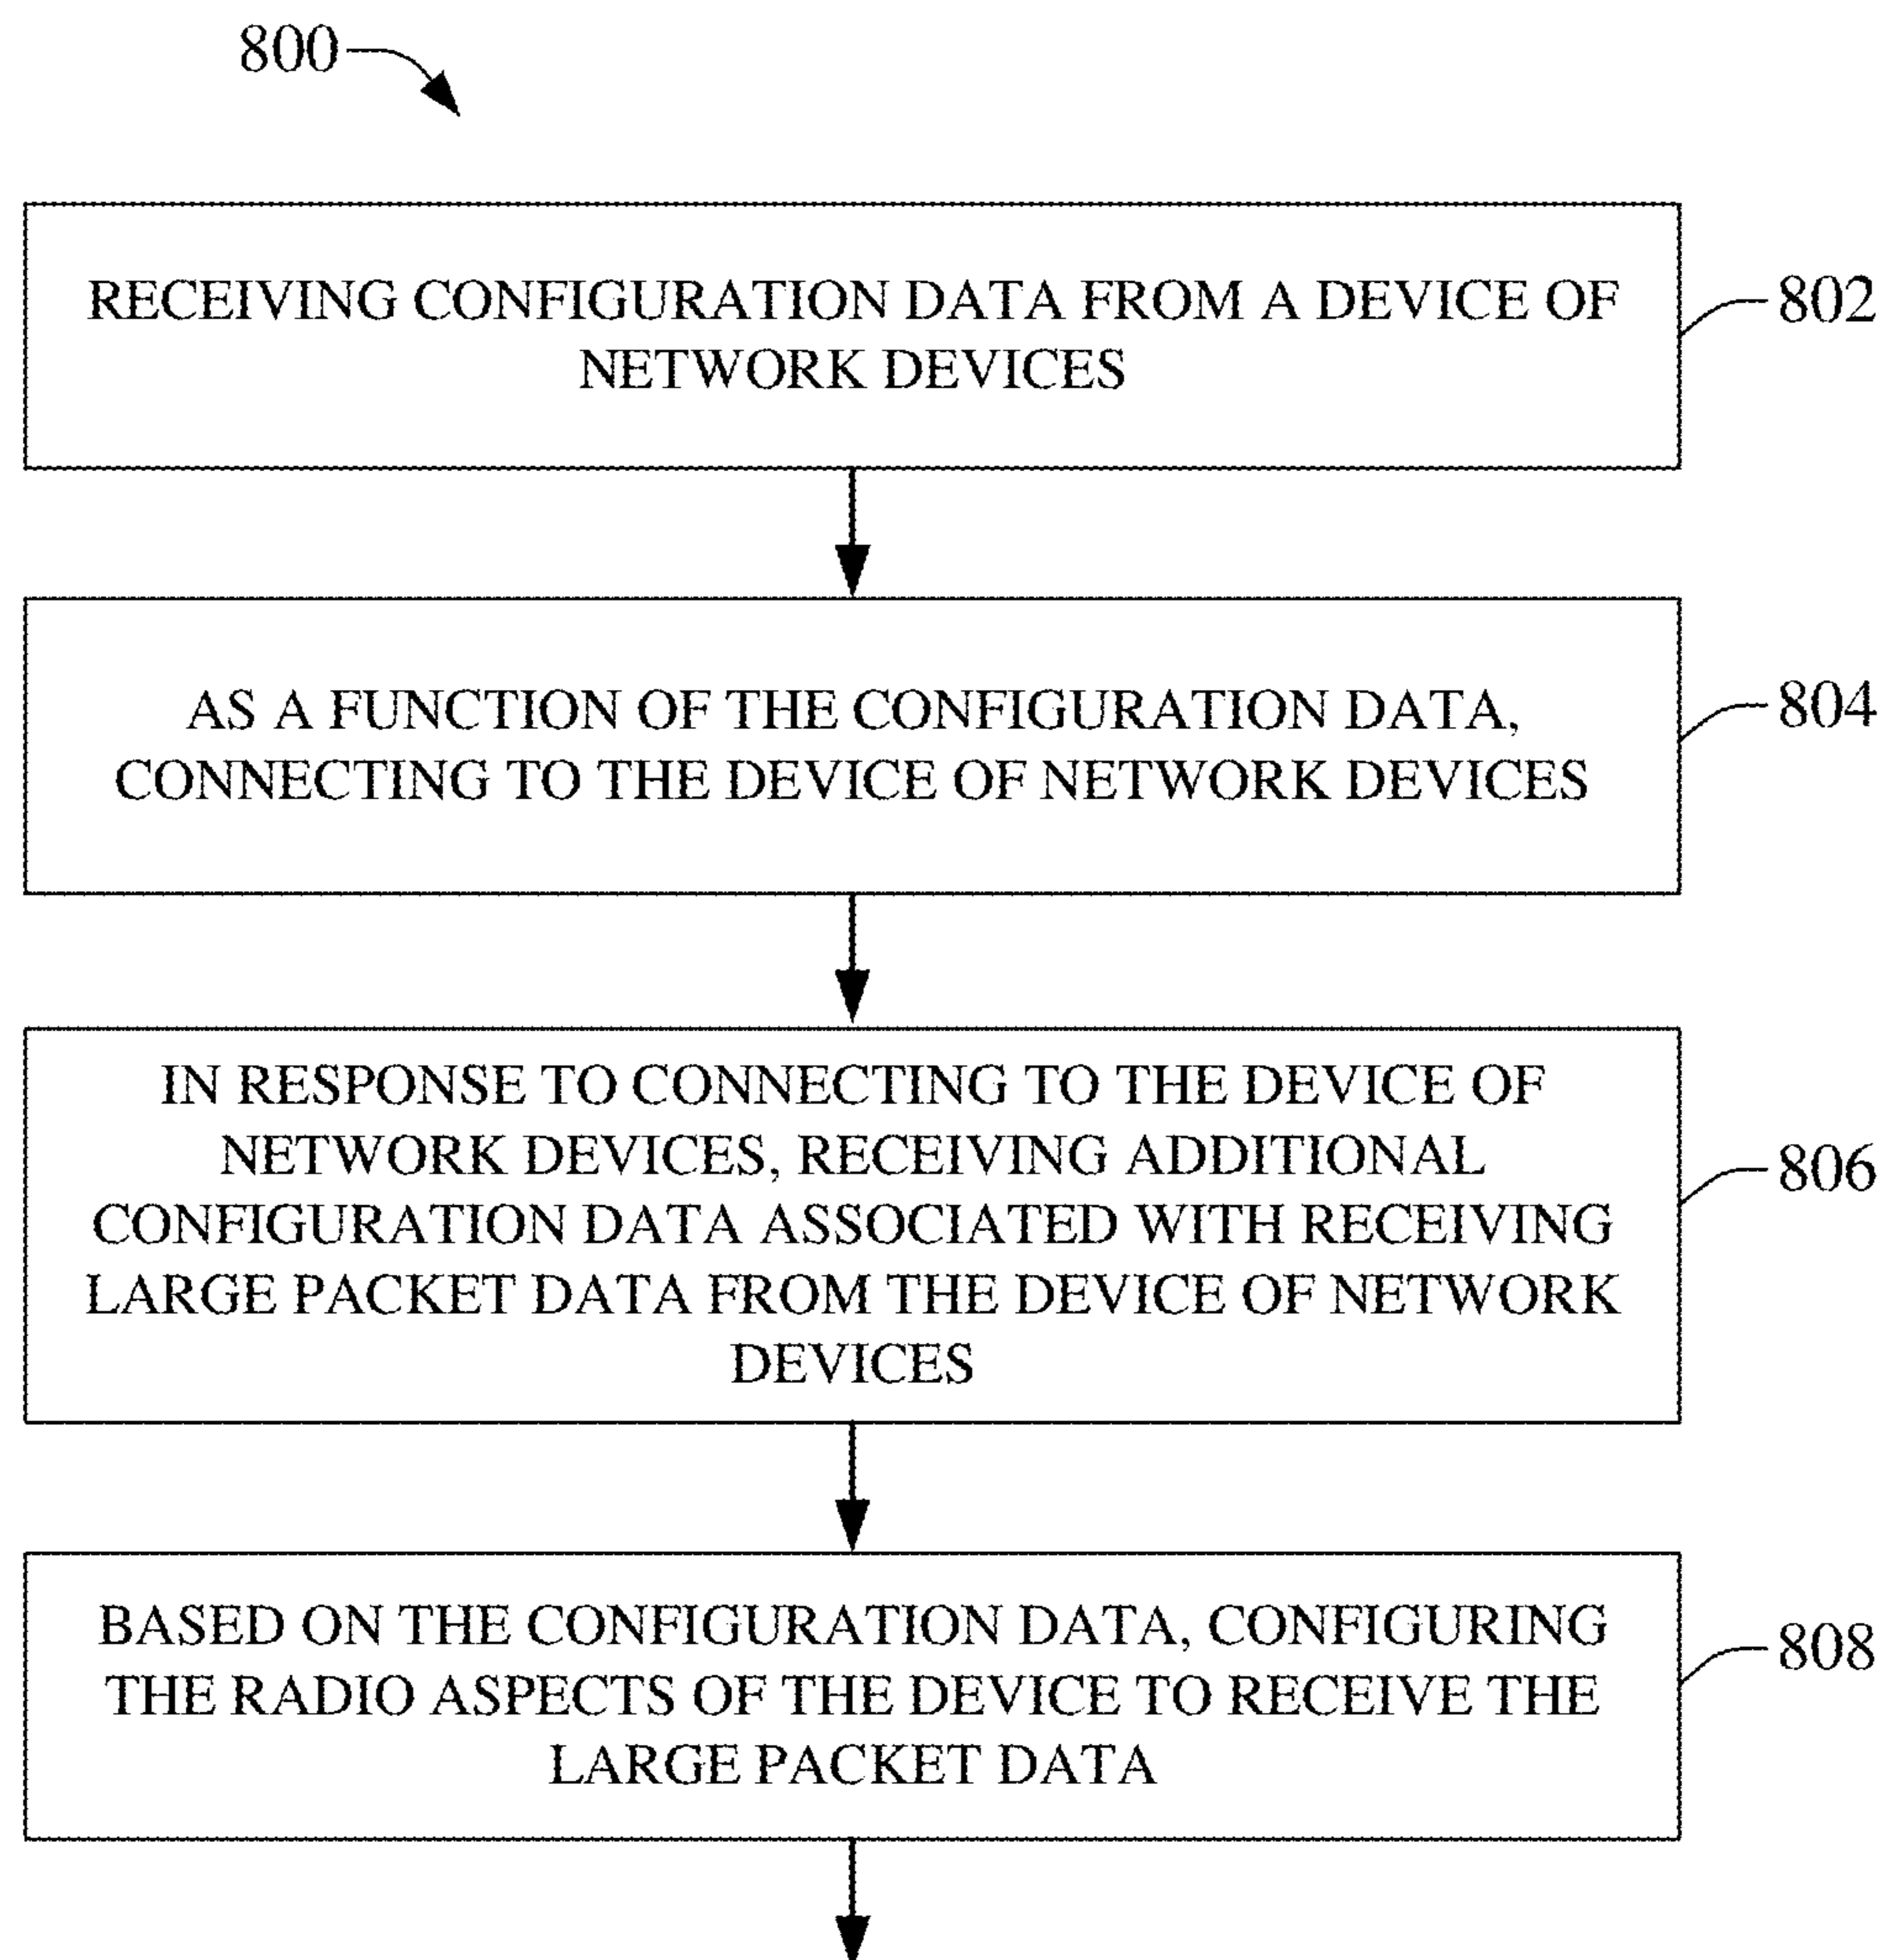 800
RECEIVING CONFIGURATION DATA FROM A DEVICE OF
NETWORK DEVICES
802
AS A FUNCTION OF THE CONFIGURATION DATA,
CONNECTING TO THE DEVICE OF NETWORK DEVICES
804
IN RESPONSE TO CONNECTING TO THE DEVICE OF
NETWORK DEVICES, RECEIVING ADDITIONAL
CONFIGURATION DATA ASSOCIATED WITH RECEIVING
LARGE PACKET DATA FROM THE DEVICE OF NETWORK
DEVICES
806
BASED ON THE CONFIGURATION DATA, CONFIGURING
THE RADIO ASPECTS OF THE DEVICE TO RECEIVE THE
LARGE PACKET DATA
808